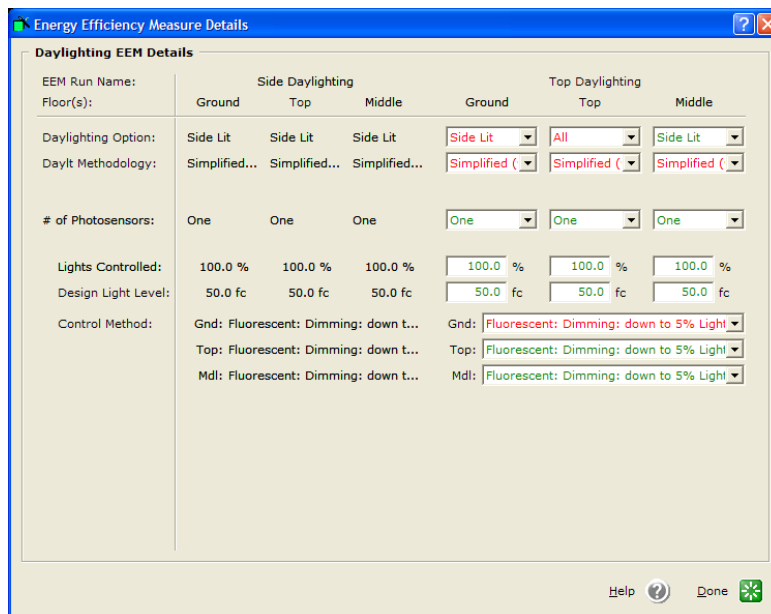 Energy Efficiency Measure Details
Daylighting EEM Details
EEM Run Name: Side Daylighting Top Daylighting
Floor(s): Ground Top Middle Ground Top Middle
Daylighting Option: Side Lit Side Lit Side Lit Side Lit All Side Lit
Daylt Methodology: Simplified... Simplified... Simplified... Simplified ( Simplified ( Simplified (
# of Photosensors: One One One One One One
Lights Controlled: 100.0 % 100.0 % 100.0 % 100.0 % 100.0 % 100.0 %
Design Light Level: 50.0 fc 50.0 fc 50.0 fc 50.0 fc 50.0 fc 50.0 fc
Control Method: Gnd: Fluorescent: Dimming: down t... Gnd: Fluorescent: Dimming: down to 5% Light
Top: Fluorescent: Dimming: down t... Top: Fluorescent: Dimming: down to 5% Light
Mdl: Fluorescent: Dimming: down t... Mdl: Fluorescent: Dimming: down to 5% Light
Help ? Done